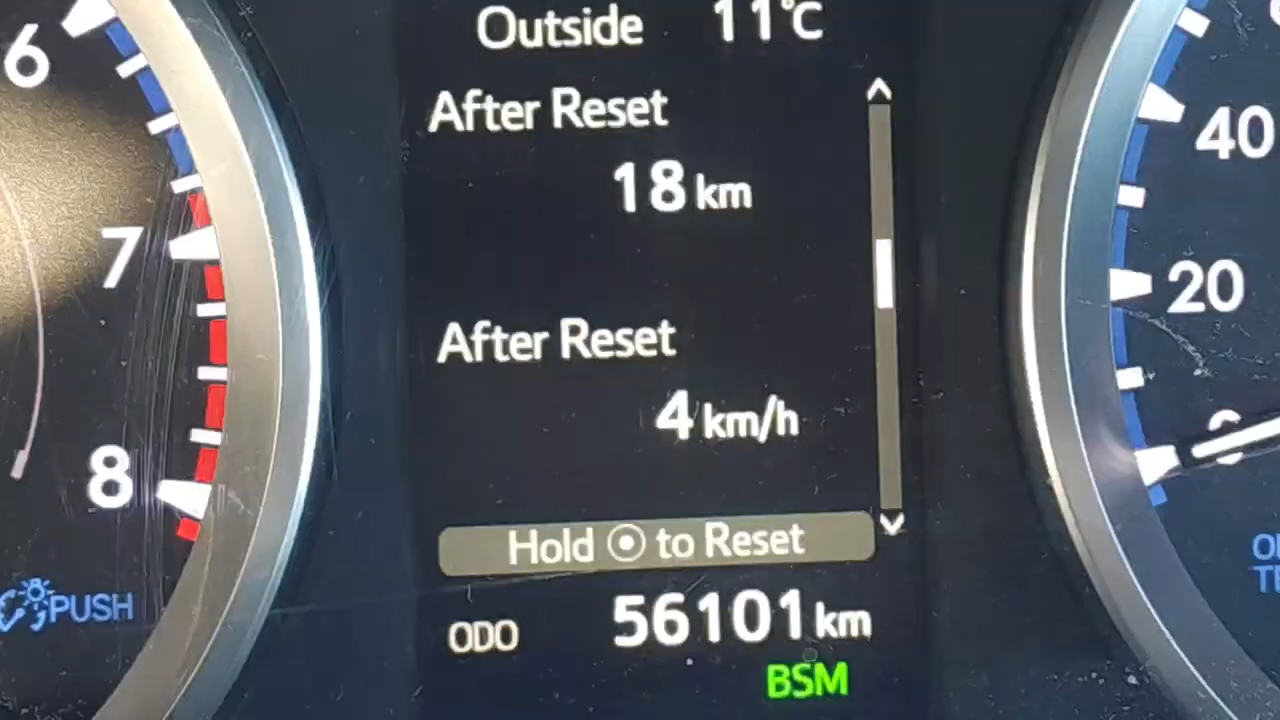 Outside 11°C
After Reset
18 km
After Reset
4 km/h
Hold to Reset
ODO 56101 km
BSM
6
7
8
PUSH
40
20
0